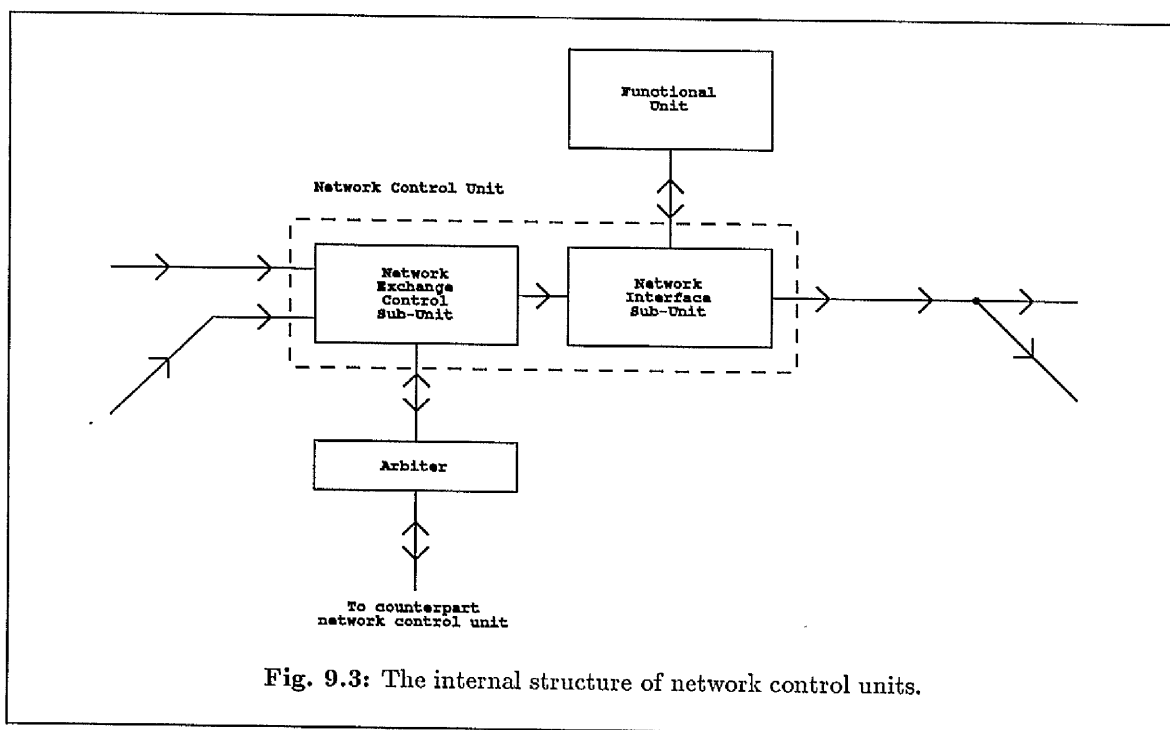 Functional
Unit
Network Control Unit
Network
Exchange
Control
Sub-Unit
Network
Interface
Sub-Unit
Arbiter
To counterpart
network control unit
Fig. 9.3: The internal structure of network control units.